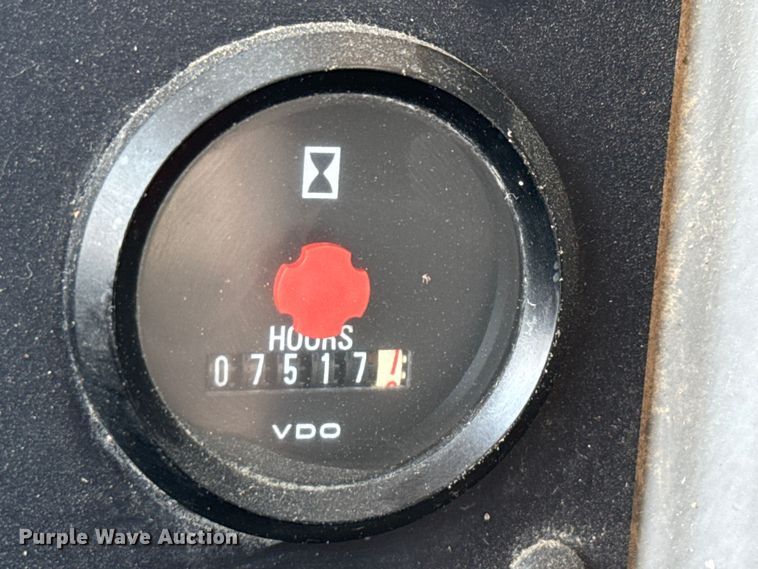 HOURS
07517
VDO
Purple Wave Auction